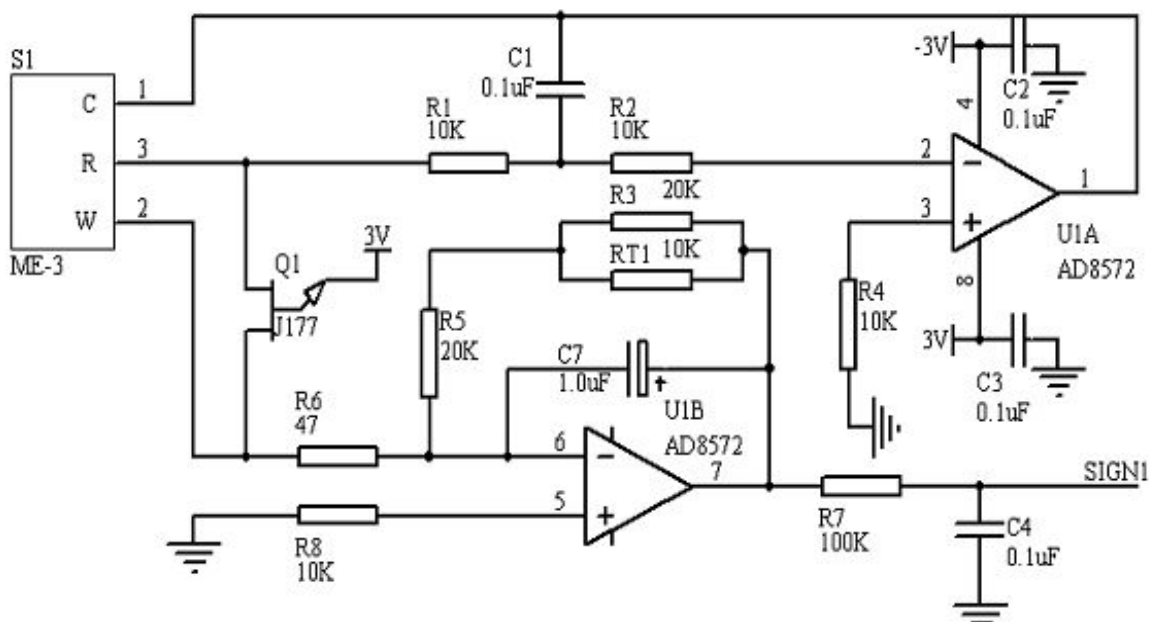 S1
C
1
R
3
W
2
ME-3
C1
0.1uF
R1
10K
R2
10K
-3V
4
C2
0.1uF
2
3
1
U1A
AD8572
8
3V
C3
0.1uF
R4
10K
20K
R3
10K
RT1
Q1
3V
J177
R5
20K
C7
1.0uF
+
U1B
AD8572
R6
47
6
5
7
R8
10K
R7
100K
SIGN1
C4
0.1uF